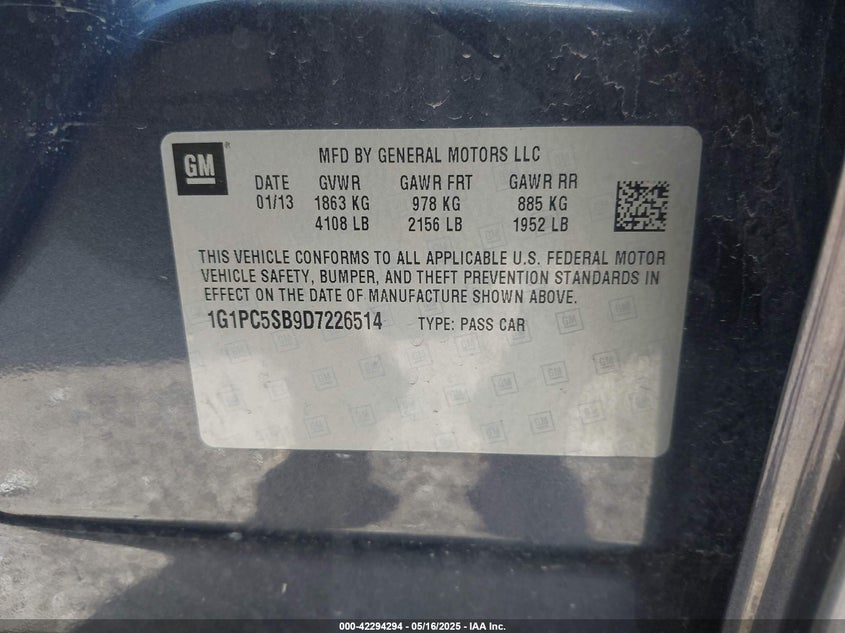 GM
MFD BY GENERAL MOTORS LLC
DATE GVWR GAWR FRT GAWR RR
01/13 1863 KG 978 KG 885 KG
4108 LB 2156 LB 1952 LB
THIS VEHICLE CONFORMS TO ALL APPLICABLE U.S. FEDERAL MOTOR
VEHICLE SAFETY, BUMPER, AND THEFT PREVENTION STANDARDS IN
EFFECT ON THE DATE OF MANUFACTURE SHOWN ABOVE.
1G1PC5SB9D7226514 TYPE: PASS CAR
000-42294294 - 05/16/2025 - IAA Inc.